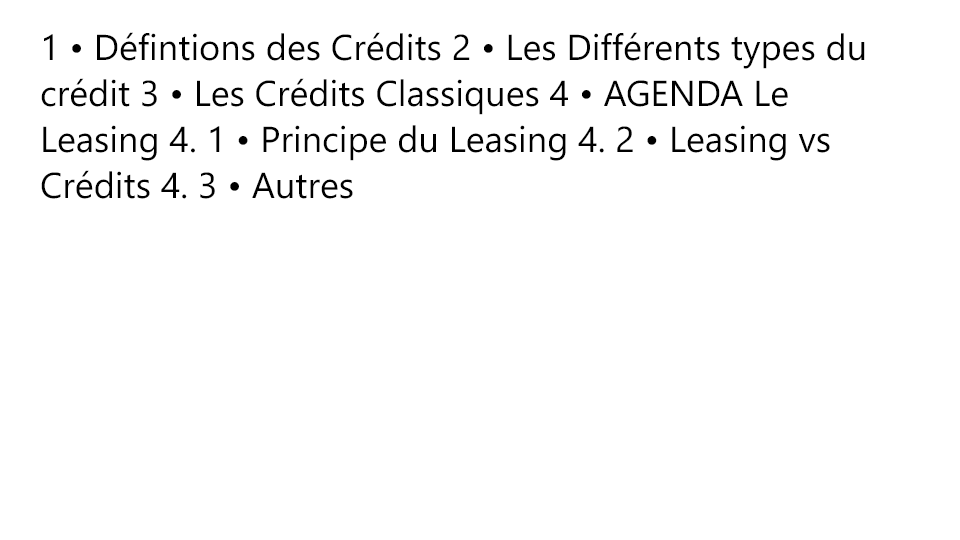 1 • Défintions des Crédits 2 • Les Différents types du
crédit 3 • Les Crédits Classiques 4 • AGENDA Le
Leasing 4. 1 • Principe du Leasing 4. 2 • Leasing vs
Crédits 4. 3 • Autres